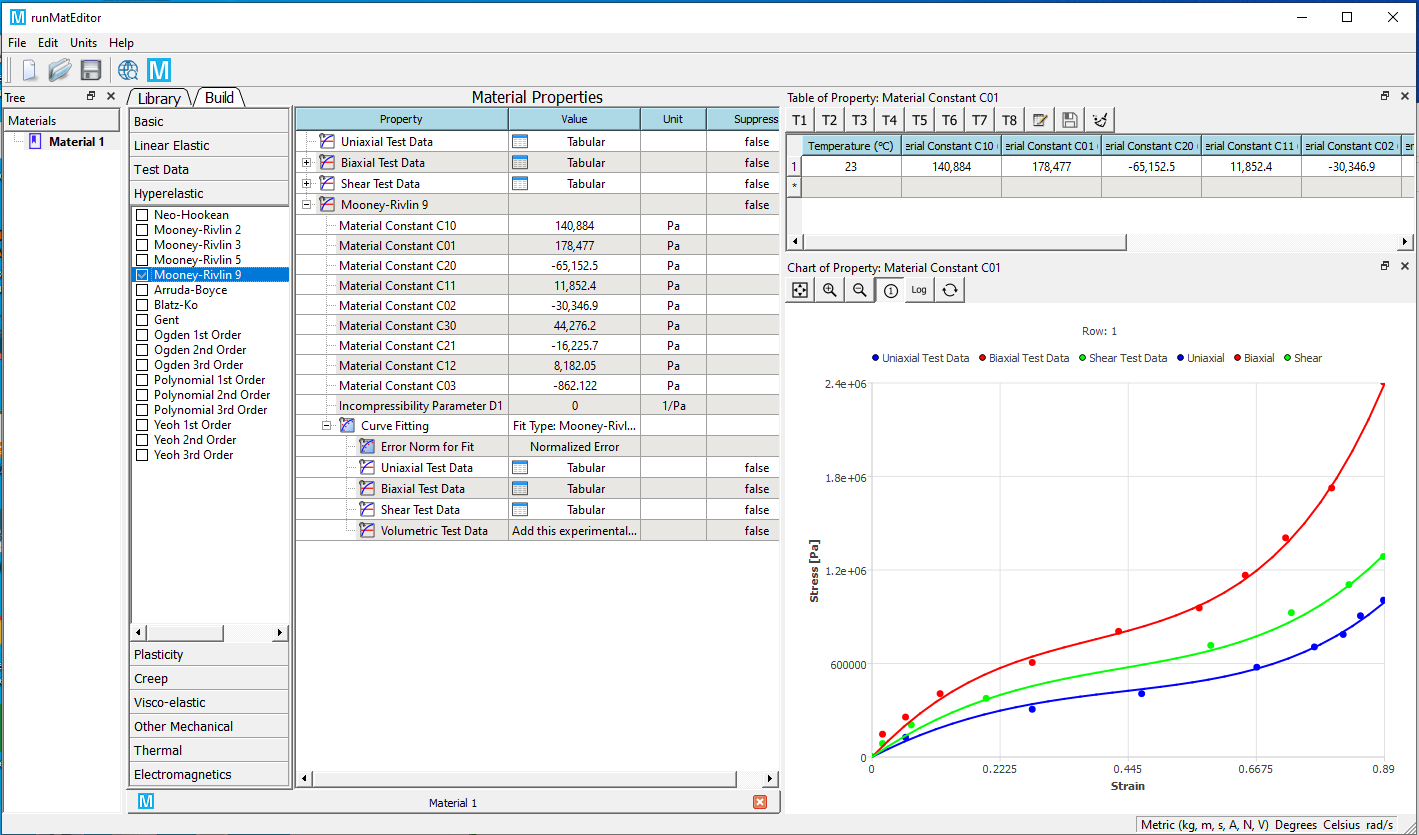 runMatEditor
File Edit Units Help
M
Tree
Materials
Material 1
Library Build
Basic
Linear Elastic
Test Data
Hyperelastic
Neo-Hookean
Mooney-Rivlin 2
Mooney-Rivlin 3
Mooney-Rivlin 5
Mooney-Rivlin 9
Arruda-Boyce
Blatz-Ko
Gent
Ogden 1st Order
Ogden 2nd Order
Ogden 3rd Order
Polynomial 1st Order
Polynomial 2nd Order
Polynomial 3rd Order
Yeoh 1st Order
Yeoh 2nd Order
Yeoh 3rd Order
Plasticity
Creep
Visco-elastic
Other Mechanical
Thermal
Electromagnetics
Material Properties
Property Value Unit Suppress
Uniaxial Test Data Tabular false
Biaxial Test Data Tabular false
Shear Test Data Tabular false
Mooney-Rivlin 9 false
Material Constant C10 140,884 Pa
Material Constant C01 178,477 Pa
Material Constant C20 -65,152.5 Pa
Material Constant C11 11,852.4 Pa
Material Constant C02 -30,346.9 Pa
Material Constant C30 44,276.2 Pa
Material Constant C21 -16,225.7 Pa
Material Constant C12 8,182.05 Pa
Material Constant C03 -862.122 Pa
Incompressibility Parameter D1 0 1/Pa
Curve Fitting Fit Type: Mooney-Rivl...
Error Norm for Fit Normalized Error
Uniaxial Test Data Tabular false
Biaxial Test Data Tabular false
Shear Test Data Tabular false
Volumetric Test Data Add this experimental... false
M Material 1
Table of Property: Material Constant C01
T1 T2 T3 T4 T5 T6 T7 T8
Temperature (°C) erial Constant C10 erial Constant C01 erial Constant C20 erial Constant C11 erial Constant C02 er
1 23 140,884 178,477 -65,152.5 11,852.4 -30,346.9
*
Chart of Property: Material Constant C01
1 Log
Row: 1
Uniaxial Test Data Biaxial Test Data Shear Test Data Uniaxial Biaxial Shear
2.4e+06
1.8e+06
1.2e+06
600000
0
Stress [Pa]
0 0.2225 0.445 0.6675 0.89
Strain
Metric (kg, m, s, A, N, V) Degrees Celsius rad/s